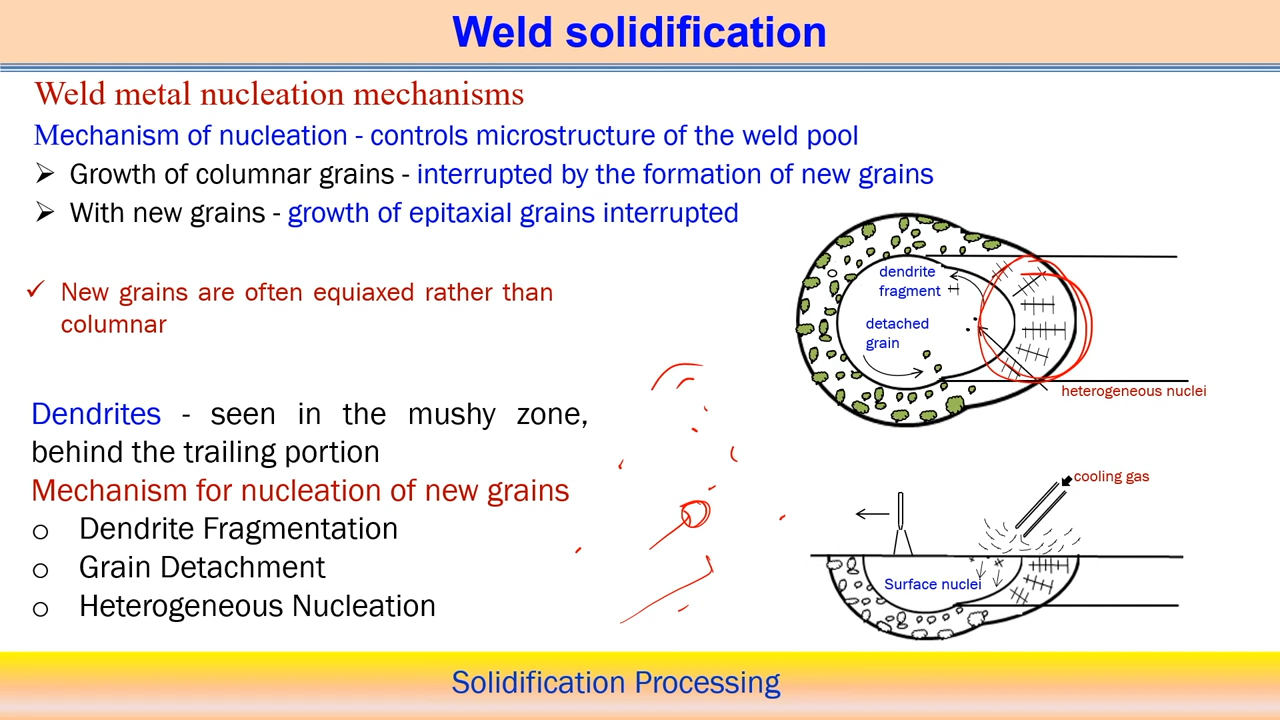 Weld solidification
Weld metal nucleation mechanisms
Mechanism of nucleation - controls microstructure of the weld pool
➢ Growth of columnar grains - interrupted by the formation of new grains
➢ With new grains - growth of epitaxial grains interrupted
✓ New grains are often equiaxed rather than
columnar
Dendrites - seen in the mushy zone,
behind the trailing portion
Mechanism for nucleation of new grains
o Dendrite Fragmentation
o Grain Detachment
o Heterogeneous Nucleation
dendrite
fragment
detached
grain
heterogeneous nuclei
cooling gas
Surface nuclei
Solidification Processing